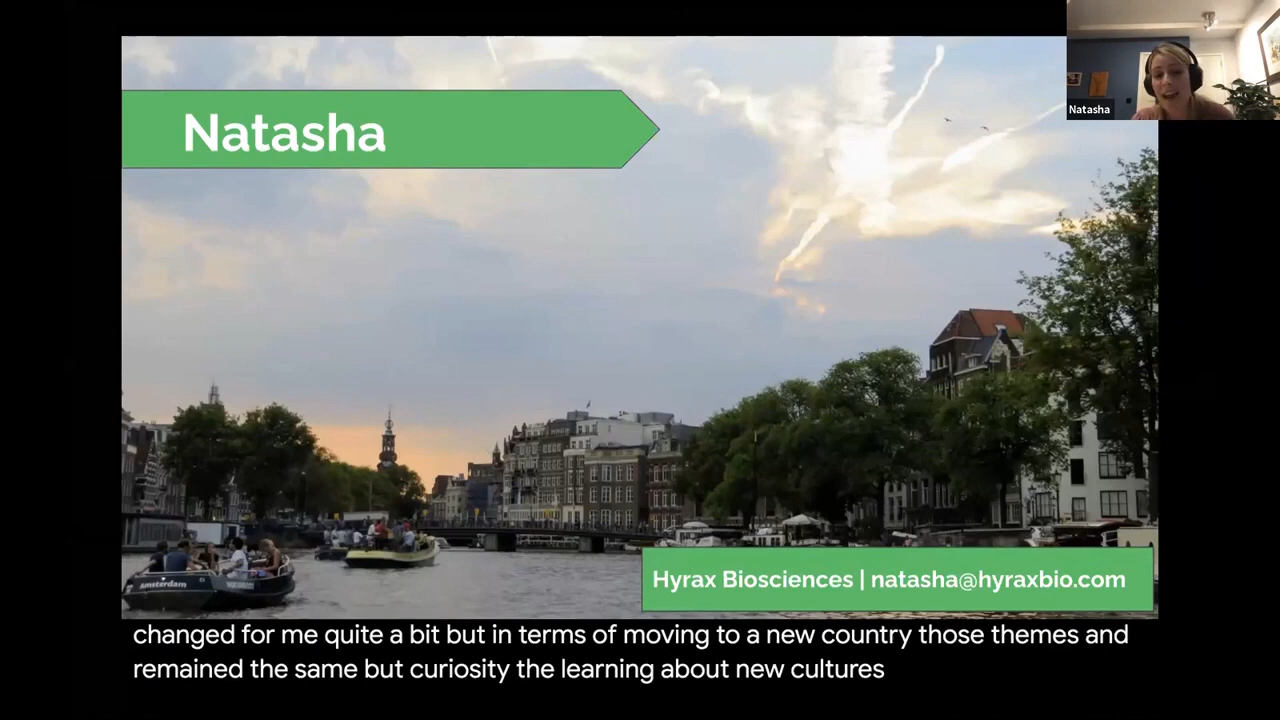 Natasha
Natasha
Amsterdam
Hyrax Biosciences | natasha@hyraxbio.com
changed for me quite a bit but in terms of moving to a new country those themes and
remained the same but curiosity the learning about new cultures